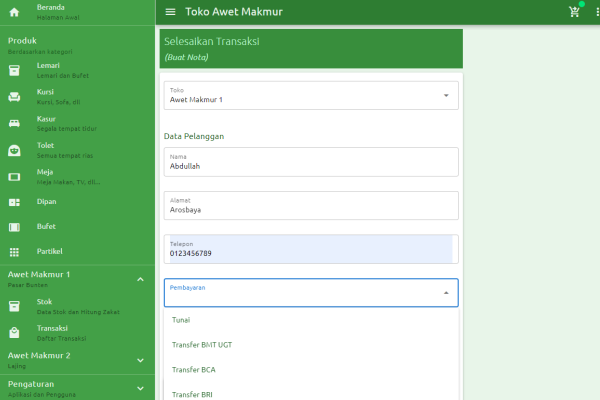 Beranda
Halaman Awal
Produk
Berdasarkan kategori
Lemari
Lemari dan Bufet
Kursi
Kursi, Sofa, dll
Kasur
Segala tempat tidur
Tolet
Semua tempat rias
Meja
Meja Makan, TV, dll...
Dipan
Bufet
Partikel
Awet Makmur 1
Pasar Bunten
Stok
Data Stok dan Hitung Zakat
Transaksi
Daftar Transaksi
Awet Makmur 2
Lajing
Pengaturan
Aplikasi dan Pengguna
Toko Awet Makmur
Selesaikan Transaksi
(Buat Nota)
Toko
Awet Makmur 1
Data Pelanggan
Nama
Abdullah
Alamat
Arosbaya
Telepon
0123456789
Pembayaran
Tunai
Transfer BMT UGT
Transfer BCA
Transfer BRI